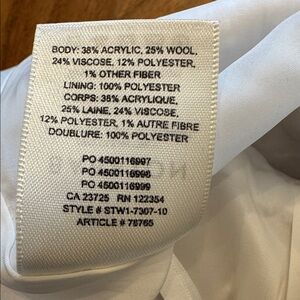 BODY: 38% ACRYLIC, 25% WOOL,
24% VISCOSE, 12% POLYESTER,
1% OTHER FIBER
LINING: 100% POLYESTER
CORPS: 38% ACRYLIQUE,
25% LAINE, 24% VISCOSE,
12% POLYESTER, 1% AUTRE FIBRE
DOUBLURE: 100% POLYESTER
PO 4500116997
PO 4500116998
PO 4500116999
CA 23725 RN 122354
STYLE # STW1-7307-10
ARTICLE # 78765